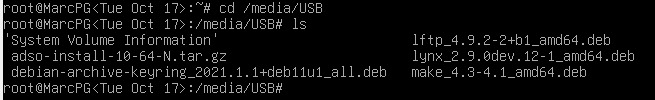 root@MarcPG<Tue Oct 17>:~# cd /media/USB
root@MarcPG<Tue Oct 17>:/media/USB# ls
'System Volume Information' lftp_4.9.2-2+b1_amd64.deb
adso-install-10-64-N.tar.gz lynx_2.9.0dev.12-1_amd64.deb
debian-archive-keyring_2021.1.1+deb11u1_all.deb make_4.3-4.1_amd64.deb
root@MarcPG<Tue Oct 17>:/media/USB#